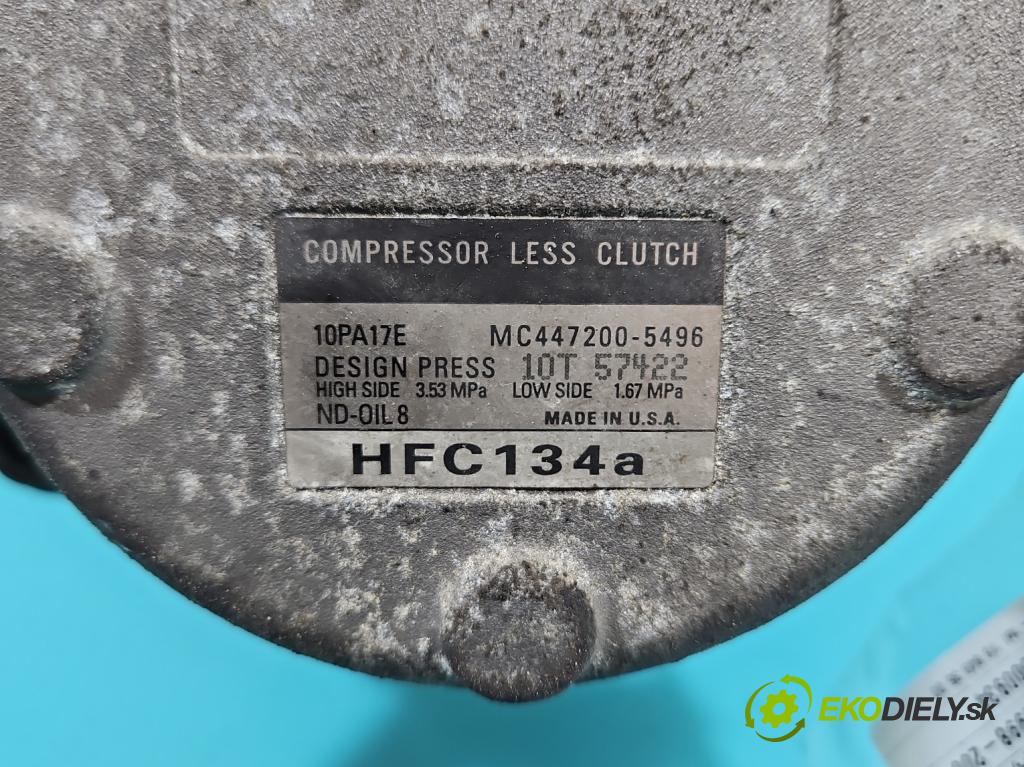 COMPRESSOR LESS CLUTCH
10PA17E MC447200-5496
DESIGN PRESS 10T 57422
HIGH SIDE 3.53 MPa LOW SIDE 1.67 MPa
ND-OIL 8 MADE IN U.S.A.
HFC134a
EKODIELY.sk